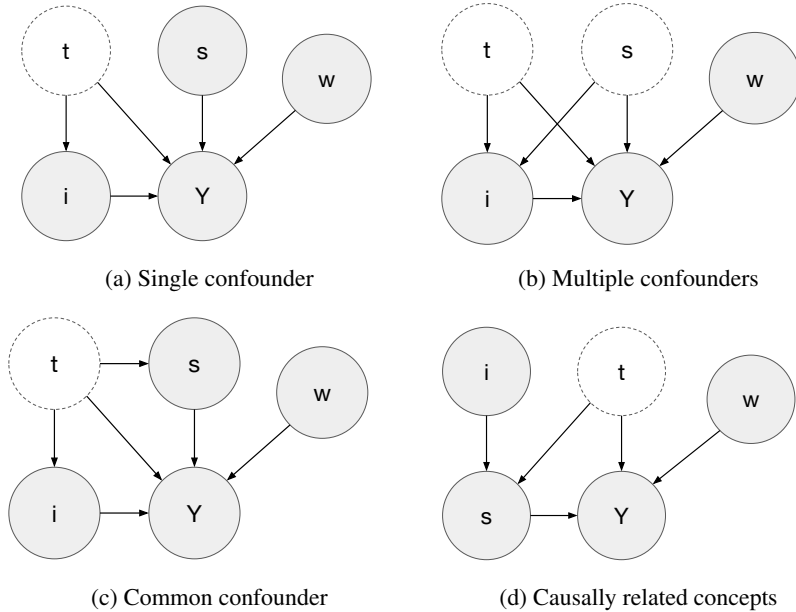 t s w
i Y
(a) Single confounder
t s w
i Y
(b) Multiple confounders
t s w
i Y
(c) Common confounder
i t w
s Y
(d) Causally related concepts